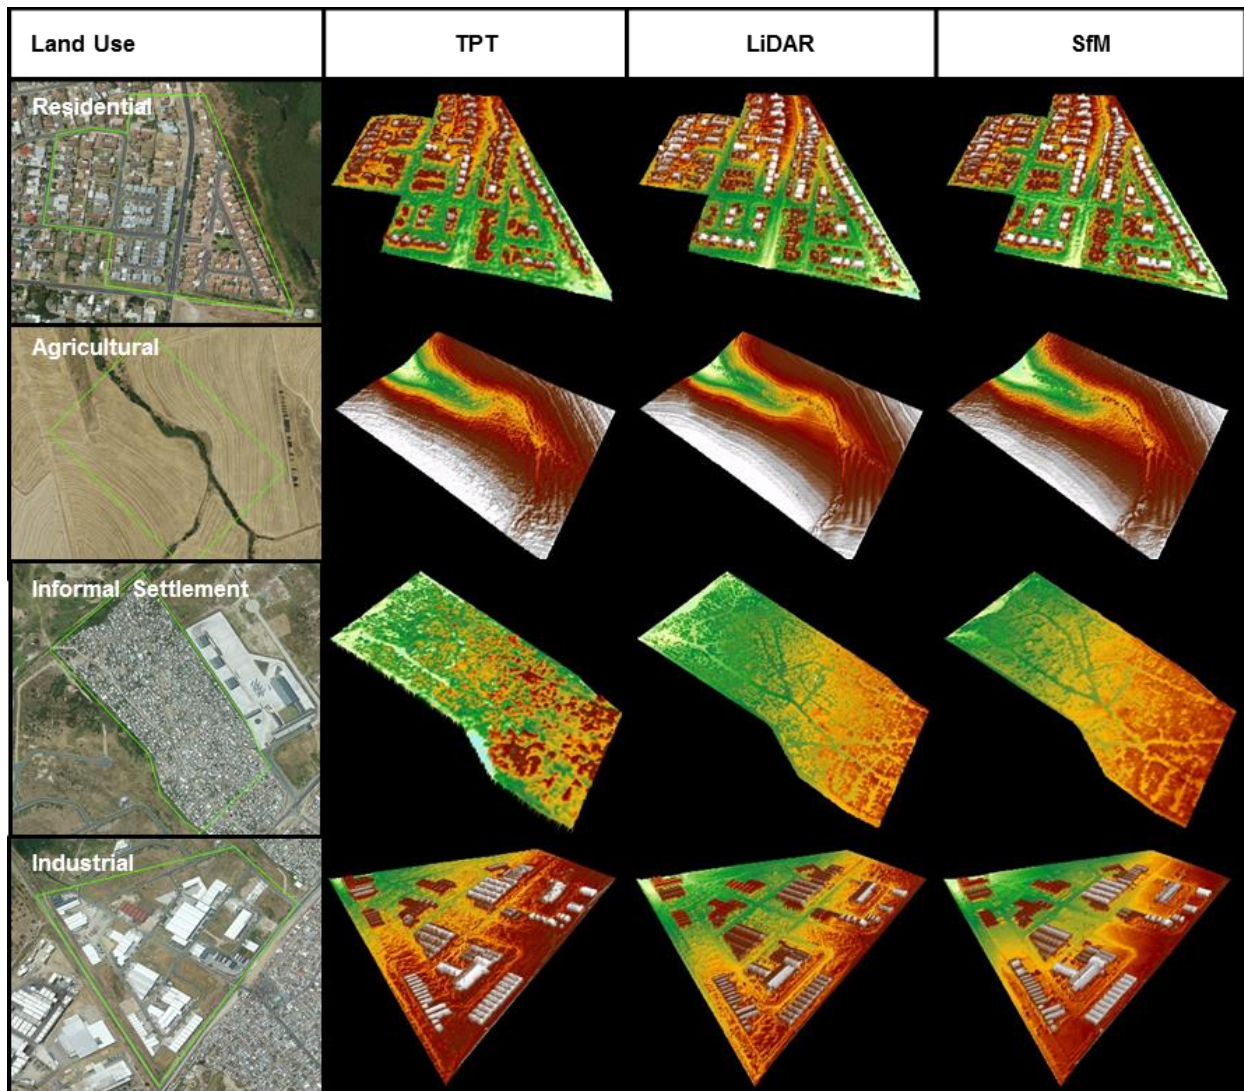 Land Use TPT LiDAR SfM
Residential
Agricultural
Informal Settlement
Industrial